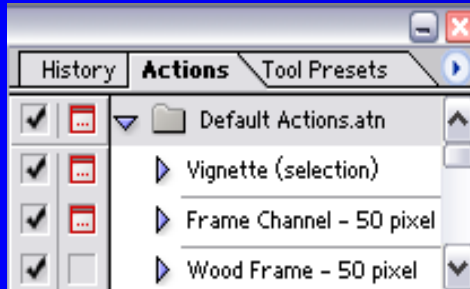 History Actions Tool Presets
Default Actions.atn
Vignette (selection)
Frame Channel - 50 pixel
Wood Frame - 50 pixel